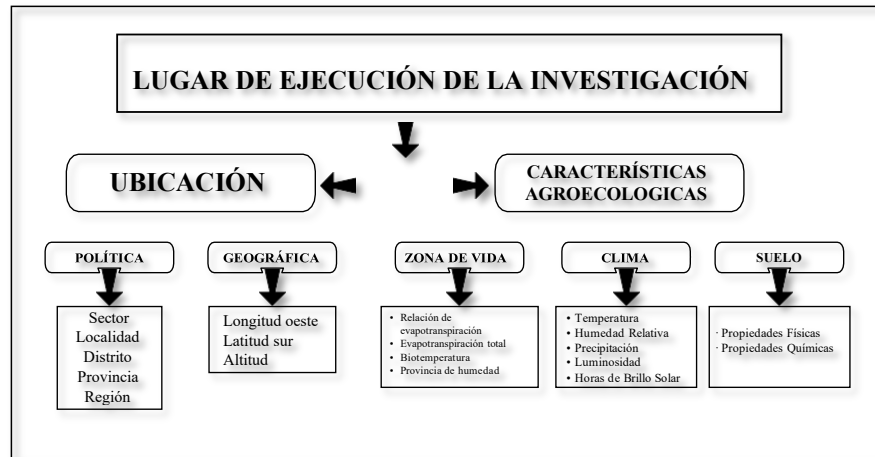 LUGAR DE EJECUCIÓN DE LA INVESTIGACIÓN
UBICACIÓN
CARACTERÍSTICAS
AGROECOLOGICAS
POLÍTICA
GEOGRÁFICA
ZONA DE VIDA
CLIMA
SUELO
Sector
Localidad
Distrito
Provincia
Región
Longitud oeste
Latitud sur
Altitud
• Relación de
evapotranspiración
• Evapotranspiración total
• Biotemperatura
• Provincia de humedad
• Temperatura
• Humedad Relativa
• Precipitación
• Luminosidad
• Horas de Brillo Solar
· Propiedades Físicas
· Propiedades Químicas